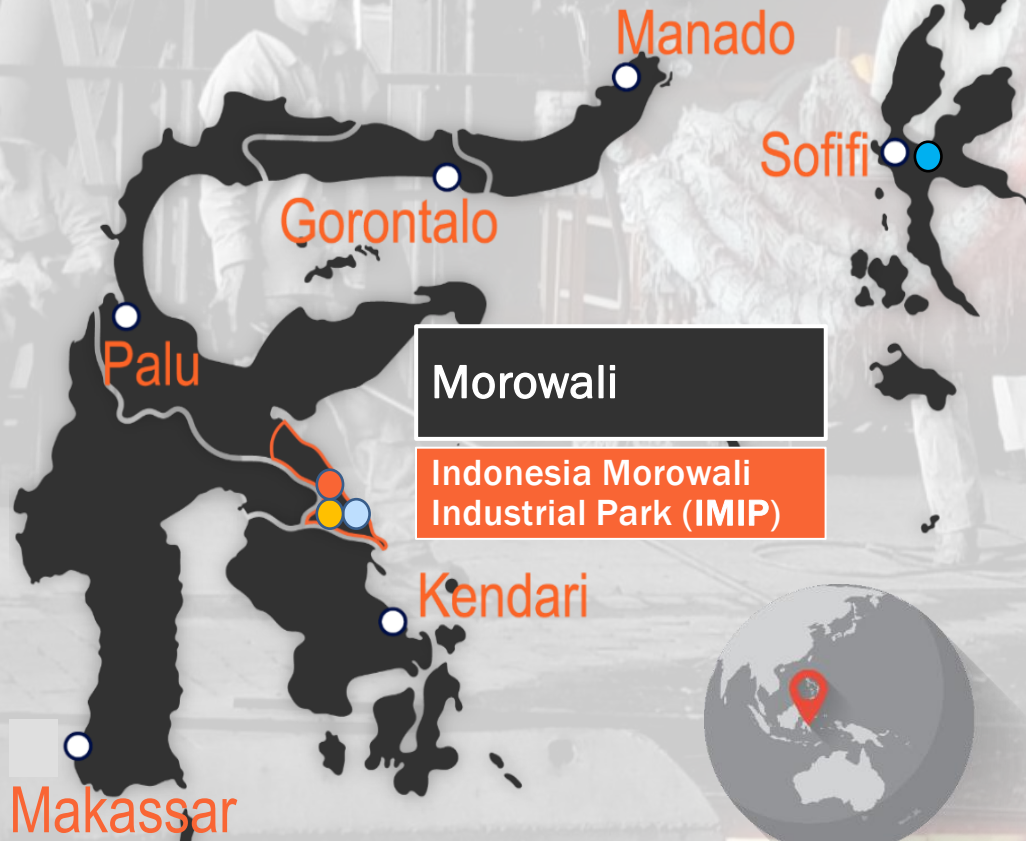 Manado
Sofifi
Gorontalo
Palu
Morowali
Indonesia Morowali
Industrial Park (IMIP)
Kendari
Makassar